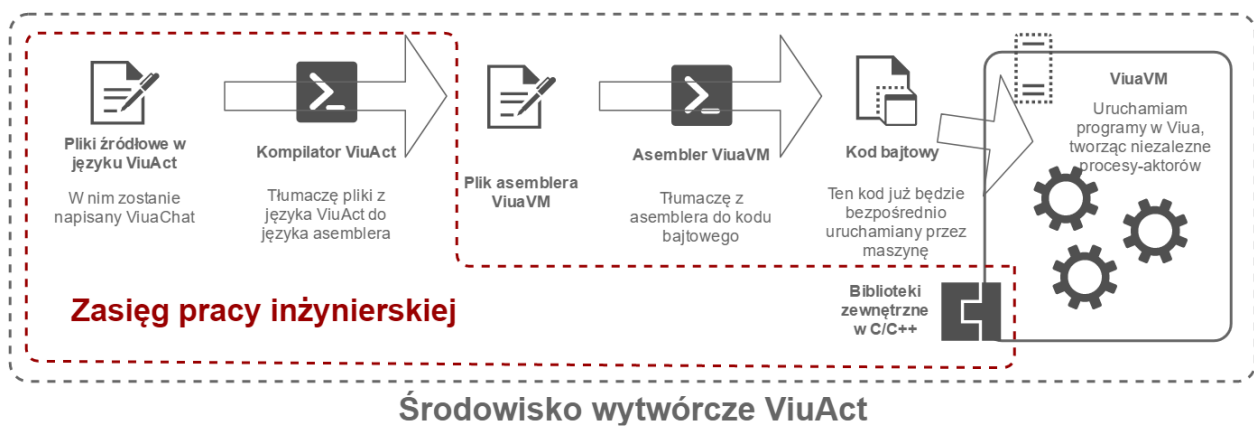 Pliki źródłowe w
języku ViuAct
W nim zostanie
napisany ViuaChat
Kompilator ViuAct
Tłumaczę pliki z
języka ViuAct do
języka asemblera
Plik asemblera
ViuaVM
Asembler ViuaVM
Tłumaczę z
asemblera do kodu
bajtowego
Kod bajtowy
Ten kod już będzie
bezpośrednio
uruchamiany przez
maszynę
ViuaVM
Uruchamiam
programy w Viua,
tworząc niezależne
procesy-aktorów
Biblioteki
zewnętrzne
w C/C++
Zasięg pracy inżynierskiej
Środowisko wytwórcze ViuAct